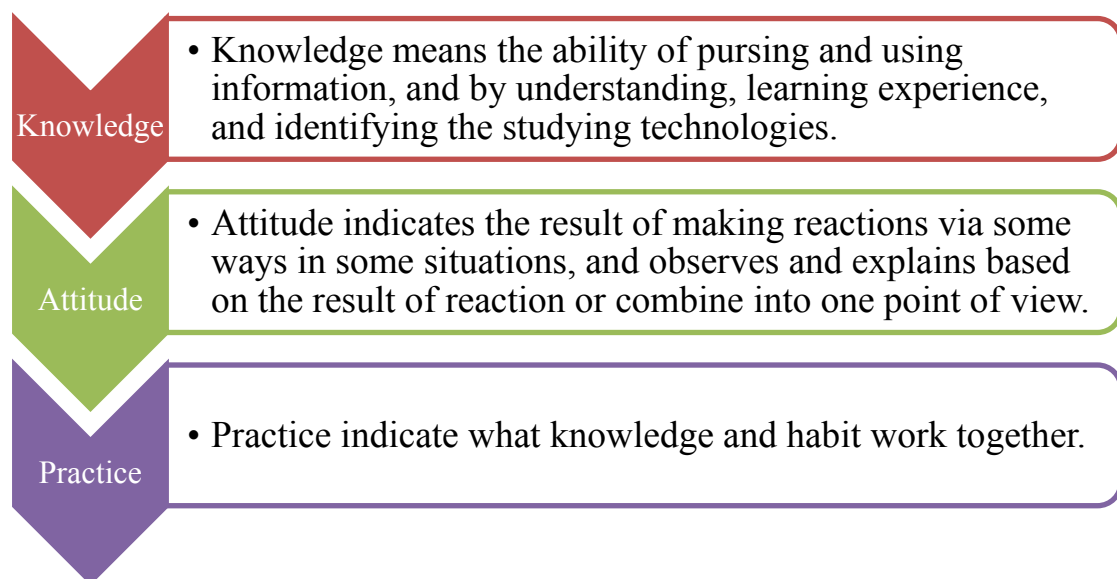 Knowledge
• Knowledge means the ability of pursing and using
information, and by understanding, learning experience,
and identifying the studying technologies.
Attitude
• Attitude indicates the result of making reactions via some
ways in some situations, and observes and explains based
on the result of reaction or combine into one point of view.
Practice
• Practice indicate what knowledge and habit work together.